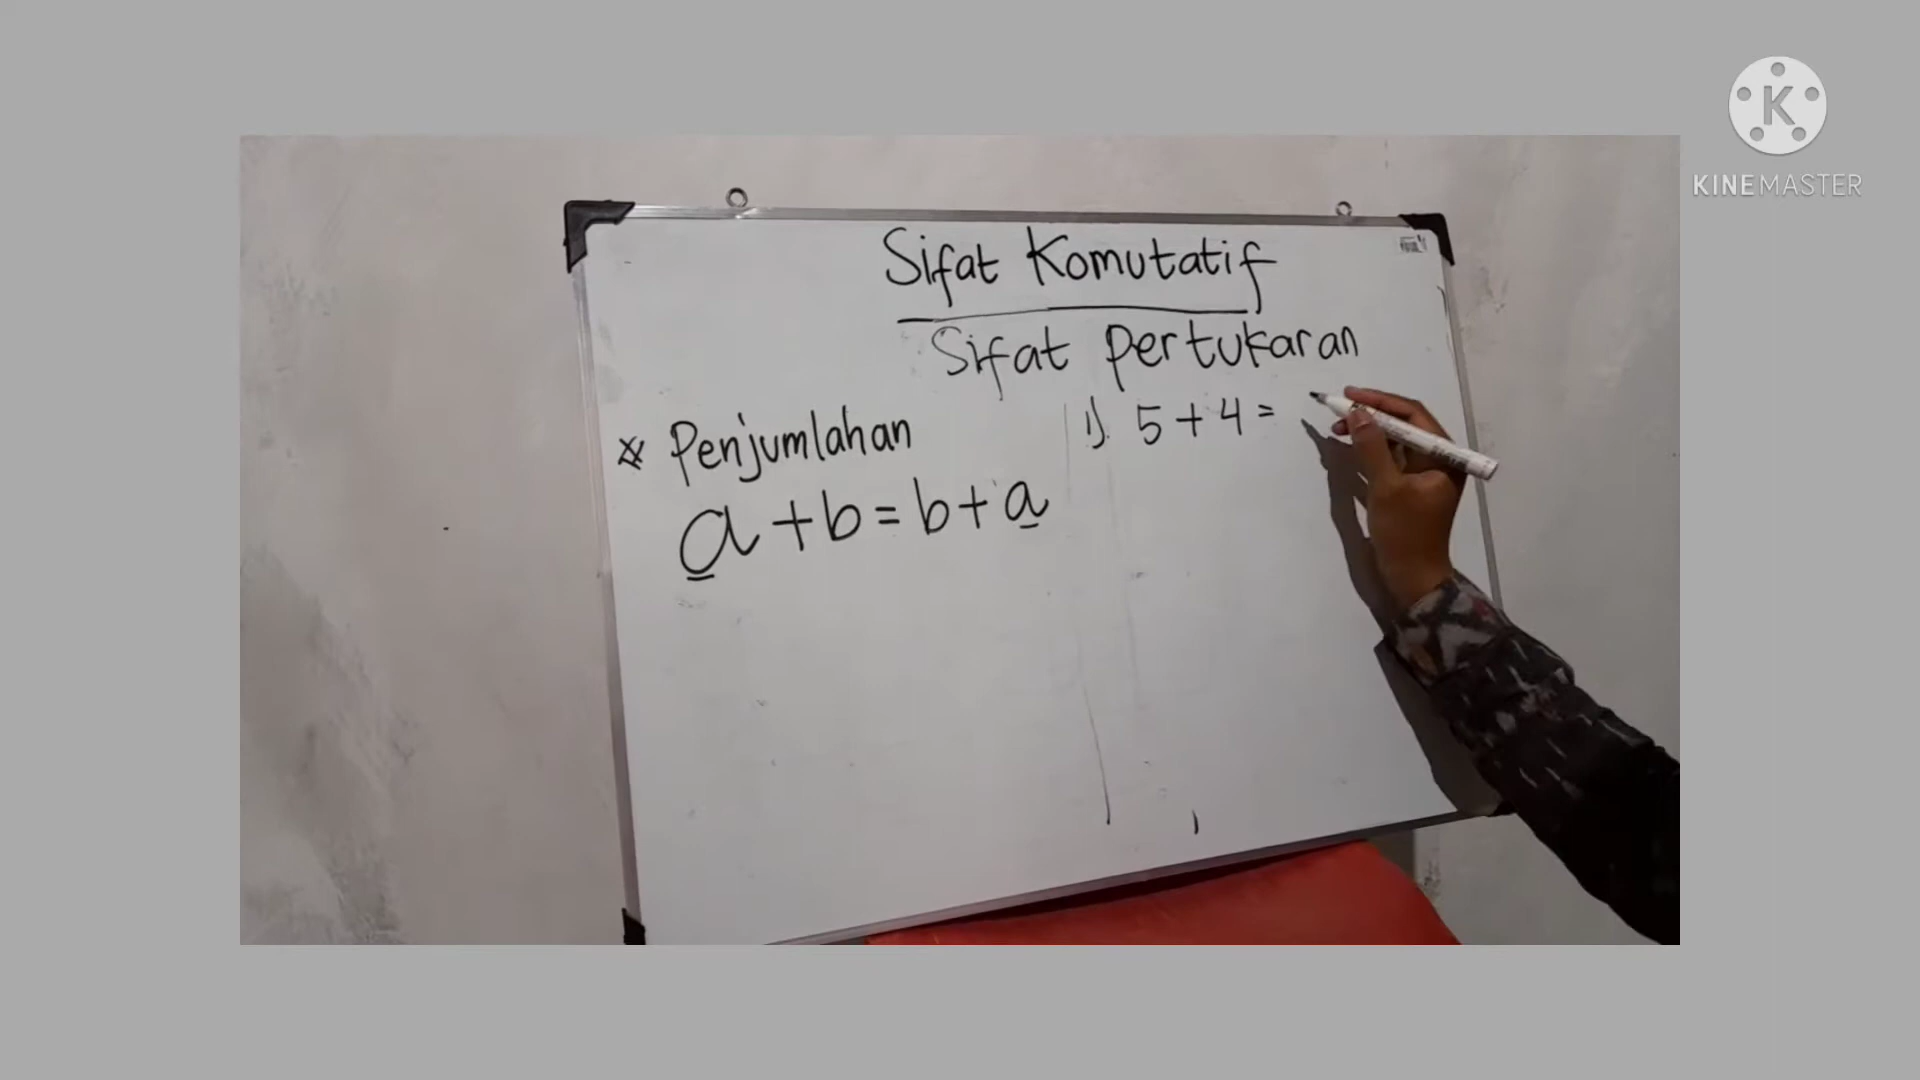 KINEMASTER
Sifat Komutatif
Sifat Pertukaran
* Penjumlahan
a + b = b + a
1). 5 + 4 =